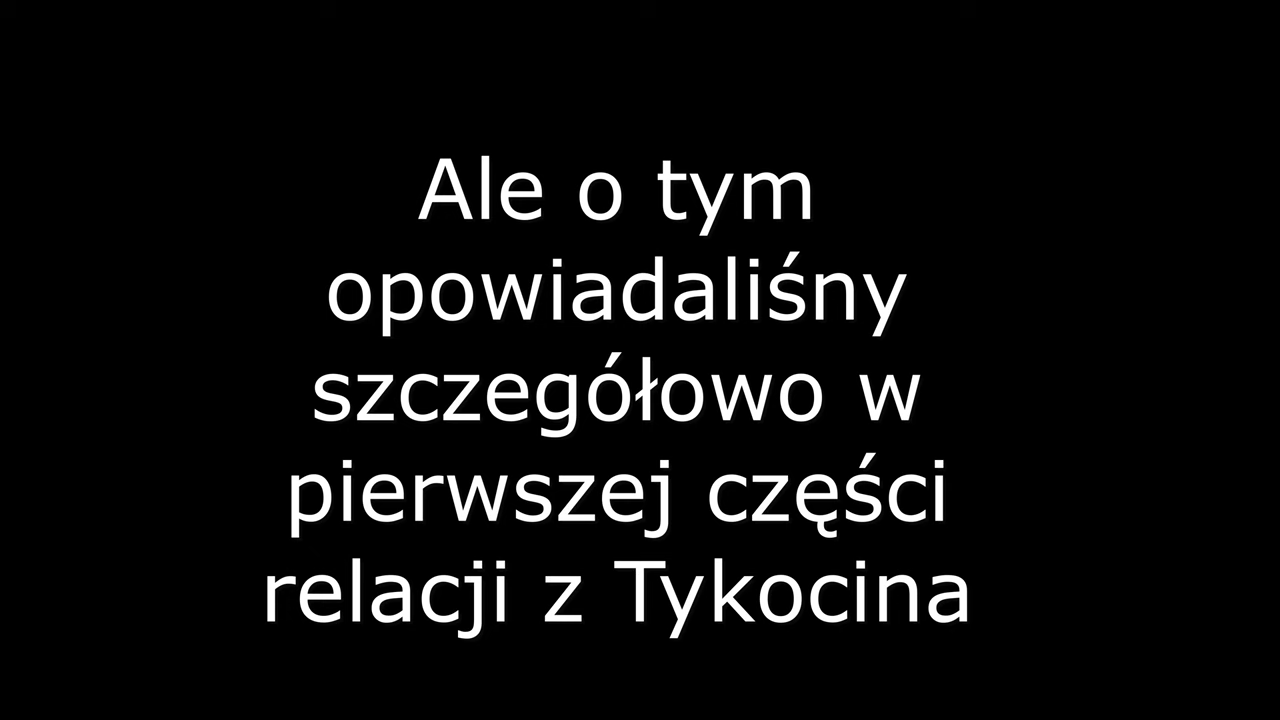 Ale o tym
opowiadaliśny
szczegółowo w
pierwszej części
relacji z Tykocina